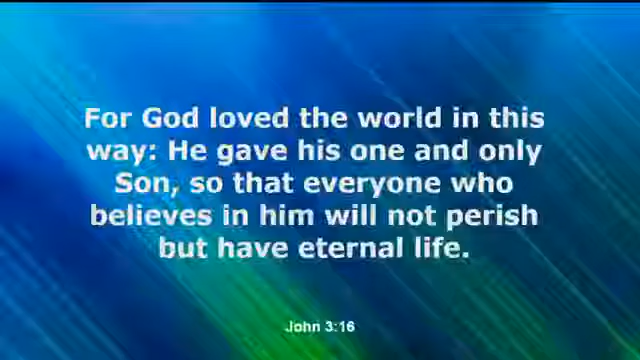 For God loved the world in this
way: He gave his one and only
Son, so that everyone who
believes in him will not perish
but have eternal life.
John 3:16